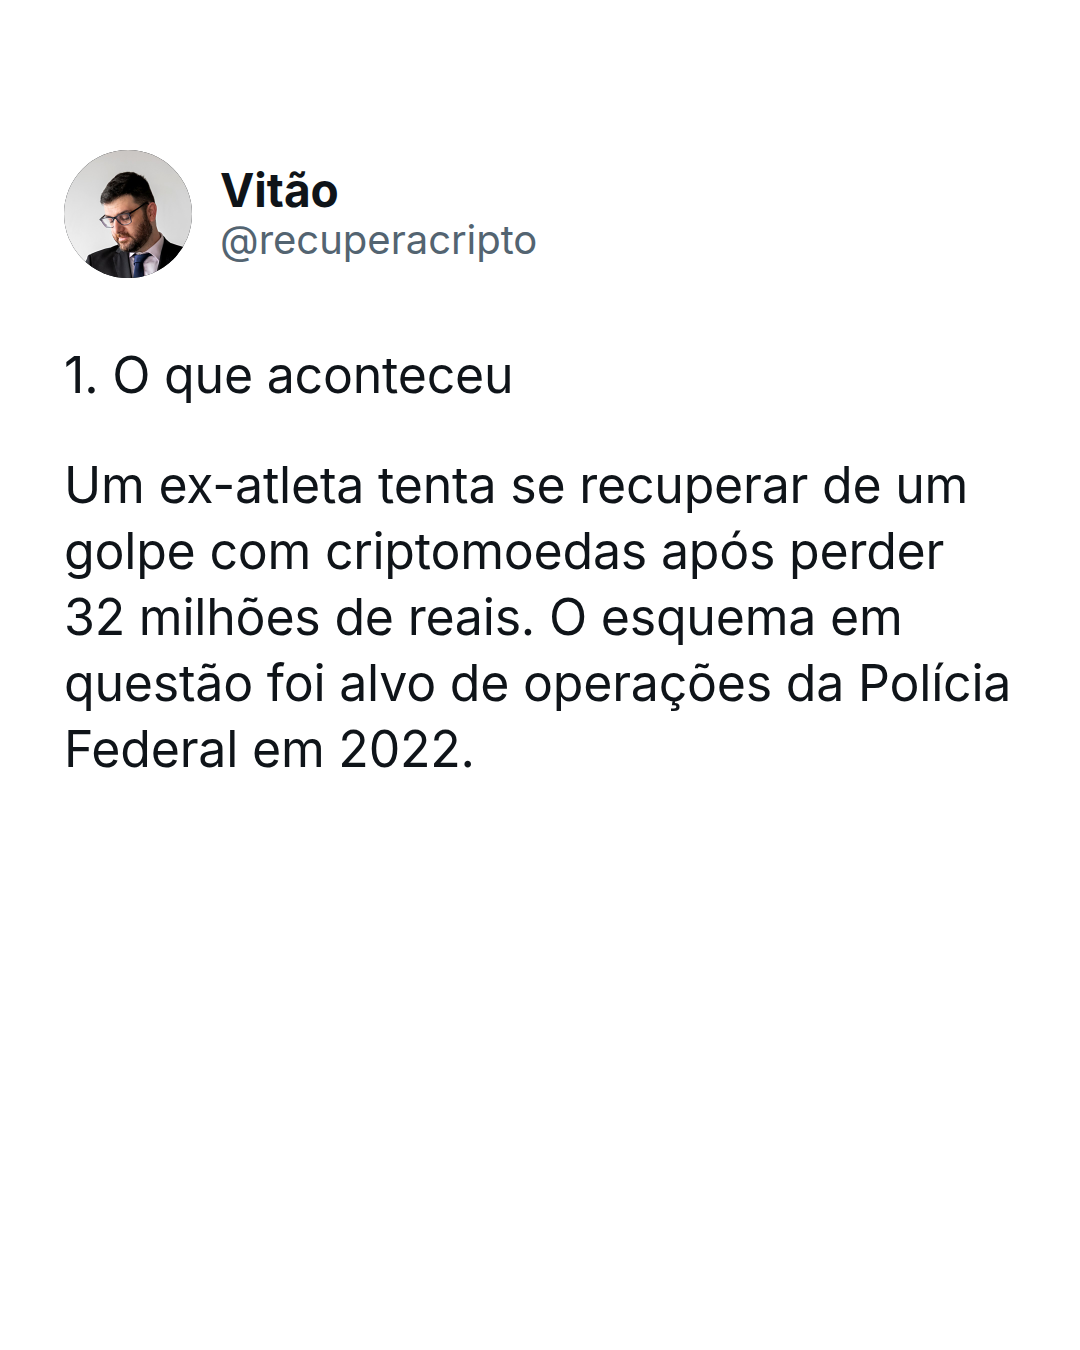 Vitão
@recuperacripto
1. O que aconteceu
Um ex-atleta tenta se recuperar de um
golpe com criptomoedas após perder
32 milhões de reais. O esquema em
questão foi alvo de operações da Polícia
Federal em 2022.